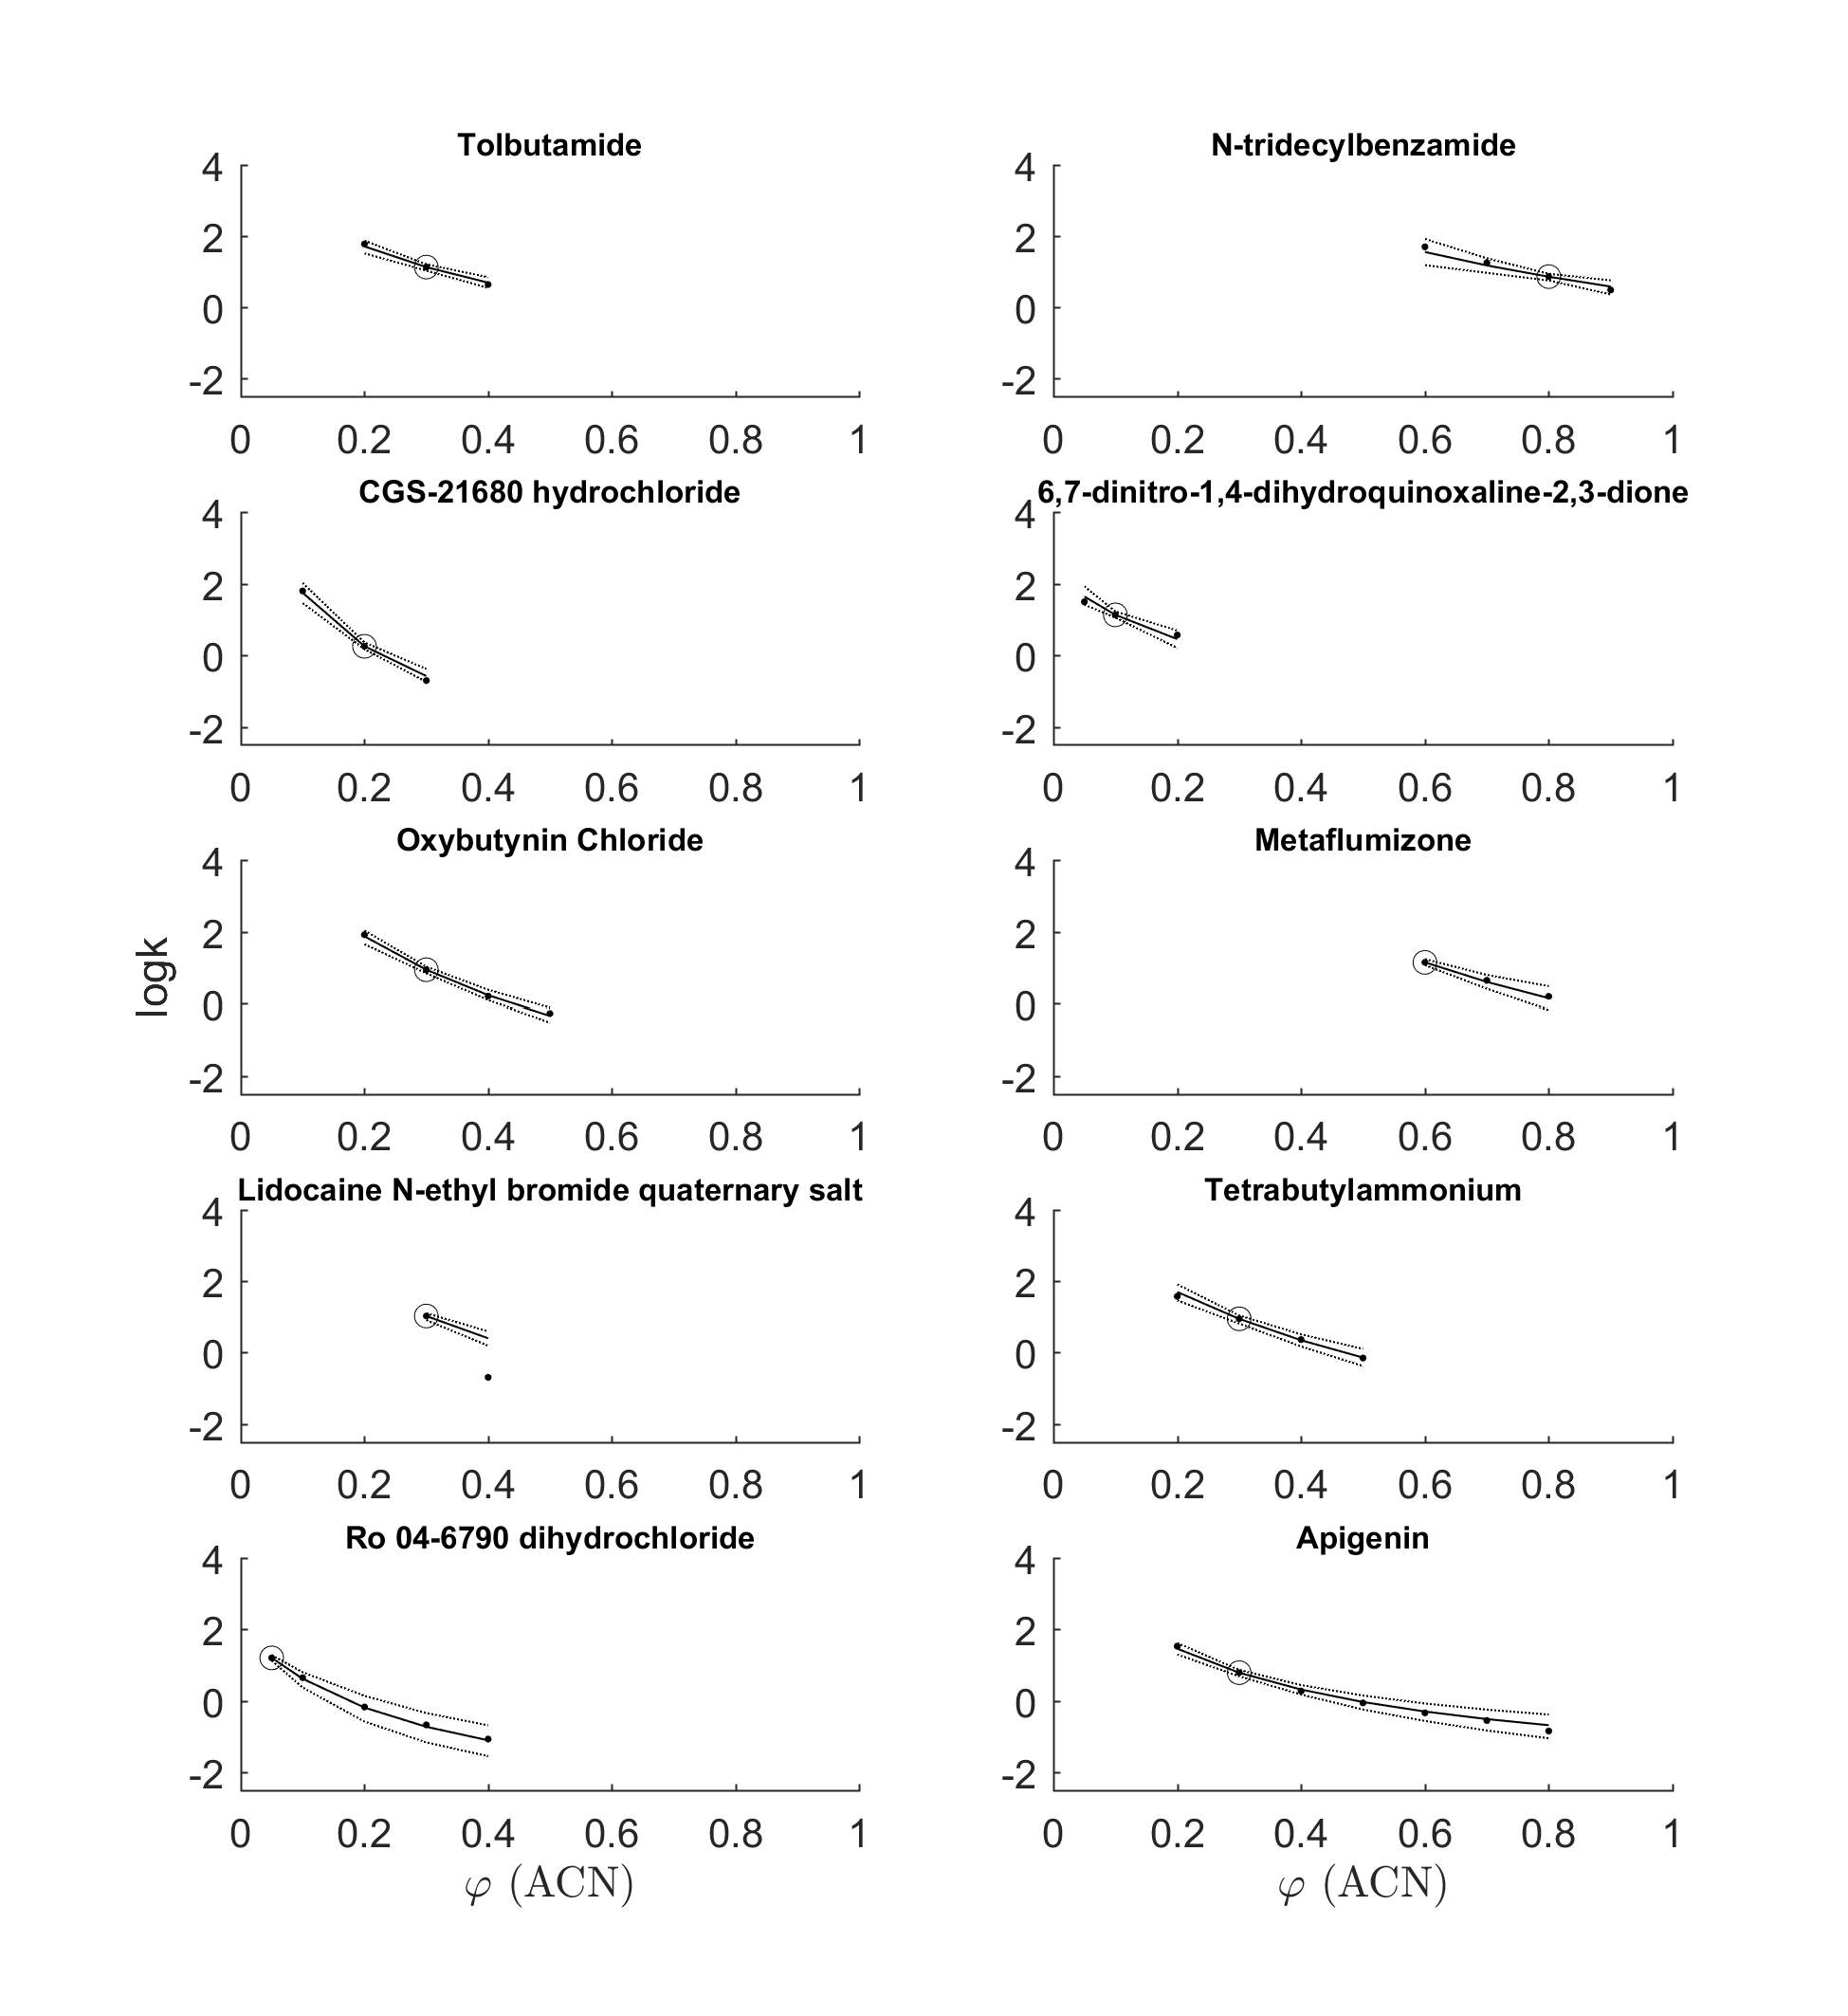 Tolbutamide
4
2
0
-2
0 0.2 0.4 0.6 0.8 1
N-tridecylbenzamide
4
2
0
-2
0 0.2 0.4 0.6 0.8 1
CGS-21680 hydrochloride
4
2
0
-2
0 0.2 0.4 0.6 0.8 1
6,7-dinitro-1,4-dihydroquinoxaline-2,3-dione
4
2
0
-2
0 0.2 0.4 0.6 0.8 1
Oxybutynin Chloride
logk
4
2
0
-2
0 0.2 0.4 0.6 0.8 1
Metaflumizone
4
2
0
-2
0 0.2 0.4 0.6 0.8 1
Lidocaine N-ethyl bromide quaternary salt
4
2
0
-2
0 0.2 0.4 0.6 0.8 1
Tetrabutylammonium
4
2
0
-2
0 0.2 0.4 0.6 0.8 1
Ro 04-6790 dihydrochloride
4
2
0
-2
0 0.2 0.4 0.6 0.8 1
φ (ACN)
Apigenin
4
2
0
-2
0 0.2 0.4 0.6 0.8 1
φ (ACN)